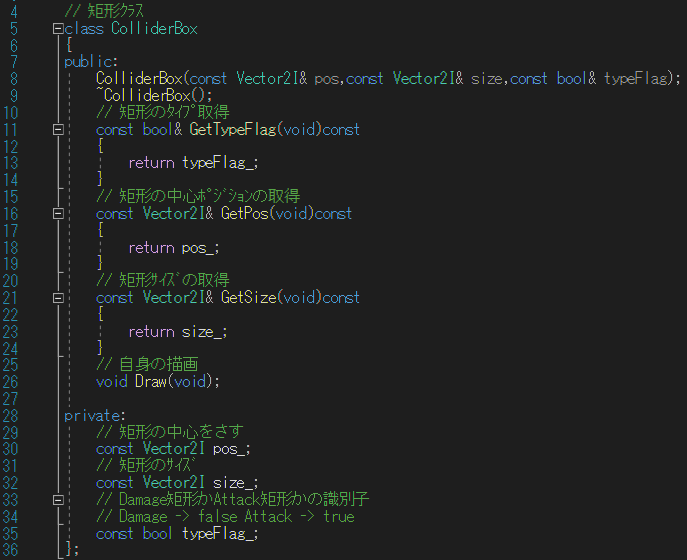 4 // 矩形ｸﾗｽ
5 class ColliderBox
6 {
7 public:
8 ColliderBox(const Vector2I& pos,const Vector2I& size,const bool& typeFlag);
9 ~ColliderBox();
10 // 矩形のﾀｲﾌﾟ取得
11 const bool& GetTypeFlag(void)const
12 {
13 return typeFlag_;
14 }
15 // 矩形の中心ﾎﾟｼﾞｼｮﾝの取得
16 const Vector2I& GetPos(void)const
17 {
18 return pos_;
19 }
20 // 矩形ｻｲｽﾞの取得
21 const Vector2I& GetSize(void)const
22 {
23 return size_;
24 }
25 // 自身の描画
26 void Draw(void);
27
28 private:
29 // 矩形の中心をさす
30 const Vector2I pos_;
31 // 矩形のｻｲｽﾞ
32 const Vector2I size_;
33 // Damage矩形かAttack矩形かの識別子
34 // Damage -> false Attack -> true
35 const bool typeFlag_;
36 };